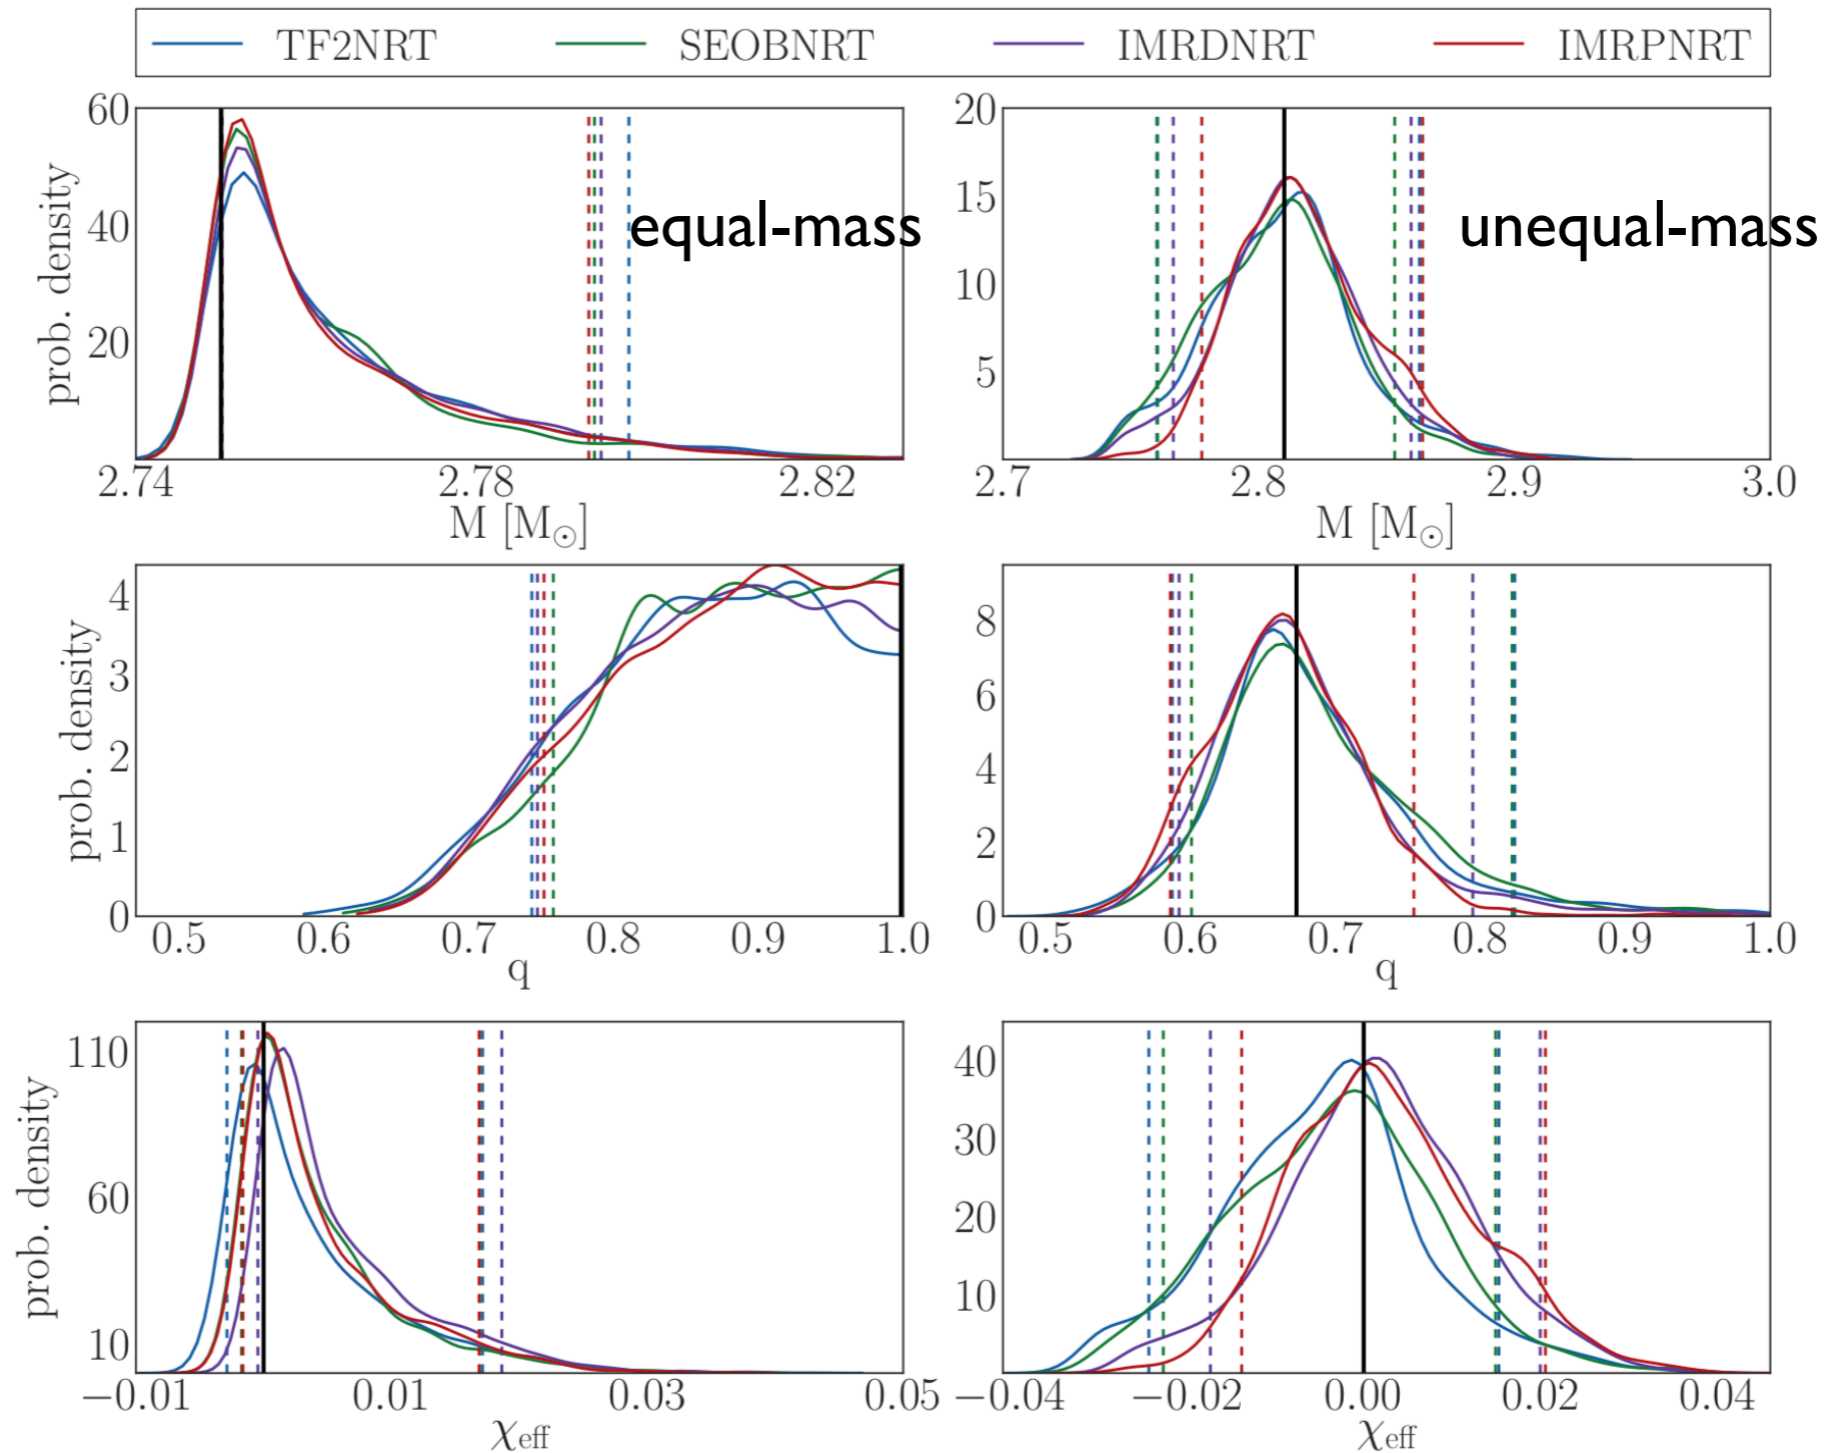 TF2NRT SEOBNRT IMRDNRT IMRPNRT
60
40
20
prob. density
equal-mass
2.74 2.78 2.82
M [M☉]
20
15
10
5
unequal-mass
2.7 2.8 2.9 3.0
M [M☉]
4
3
2
1
0
prob. density
0.5 0.6 0.7 0.8 0.9 1.0
q
8
6
4
2
0
0.5 0.6 0.7 0.8 0.9 1.0
q
110
60
10
prob. density
−0.01 0.01 0.03 0.05
χeff
40
30
20
10
−0.04 −0.02 0.00 0.02 0.04
χeff